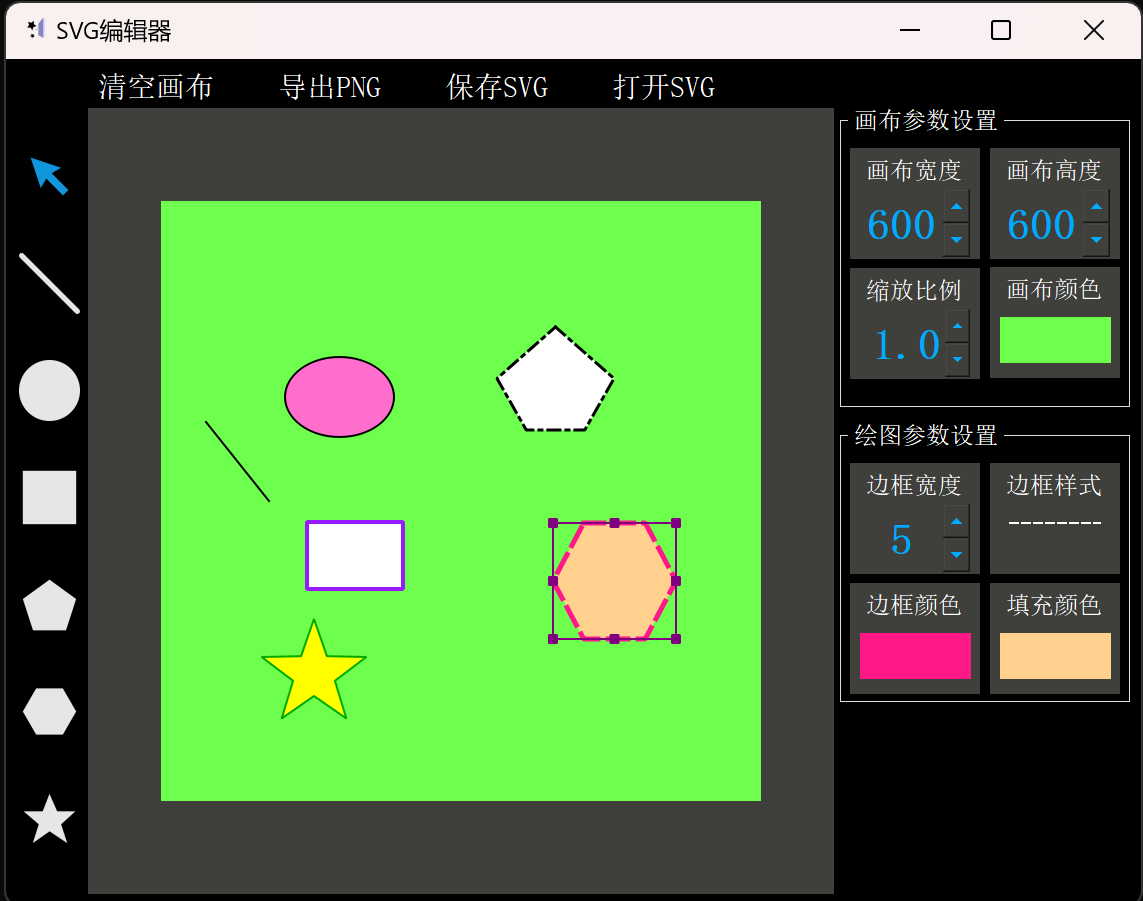 SVG编辑器
清空画布 导出PNG 保存SVG 打开SVG
画布参数设置
画布宽度 画布高度
600 600
缩放比例 画布颜色
1.0
绘图参数设置
边框宽度 边框样式
5
边框颜色 填充颜色